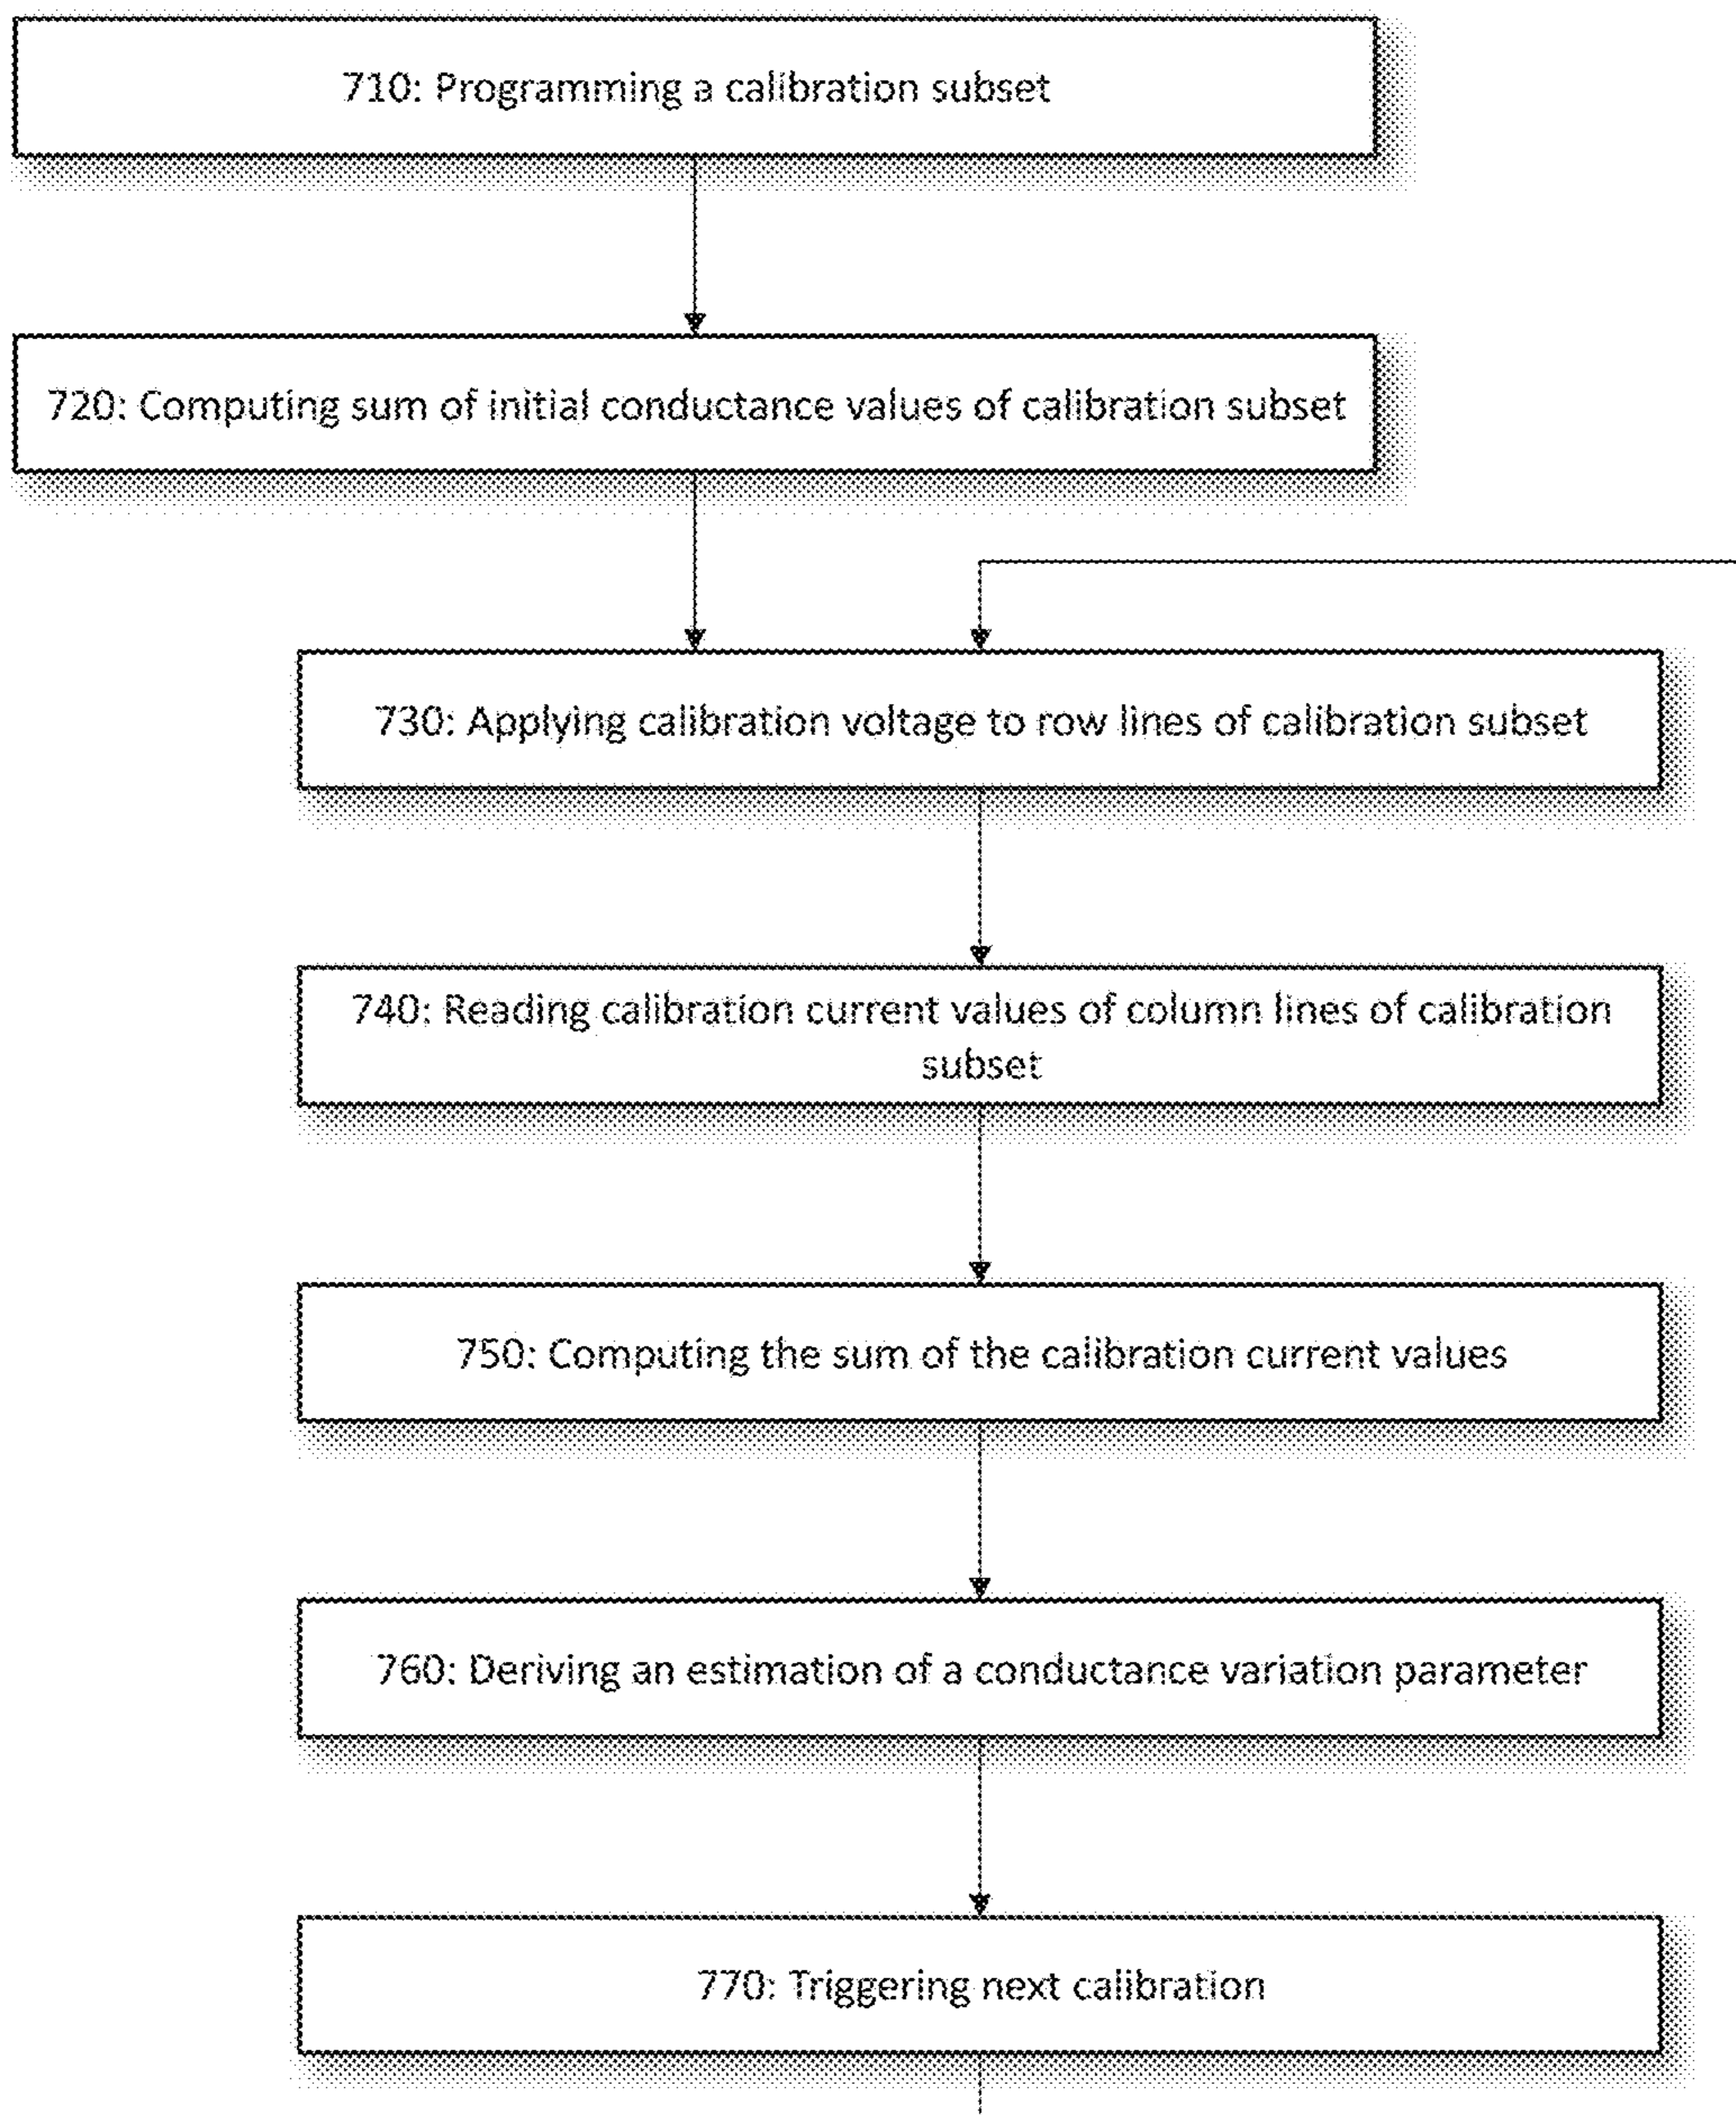 710: Programming a calibration subset
720: Computing sum of initial conductance values of calibration subset
730: Applying calibration voltage to row lines of calibration subset
740: Reading calibration current values of column lines of calibration
subset
750: Computing the sum of the calibration current values
760: Deriving an estimation of a conductance variation parameter
770: Triggering next calibration